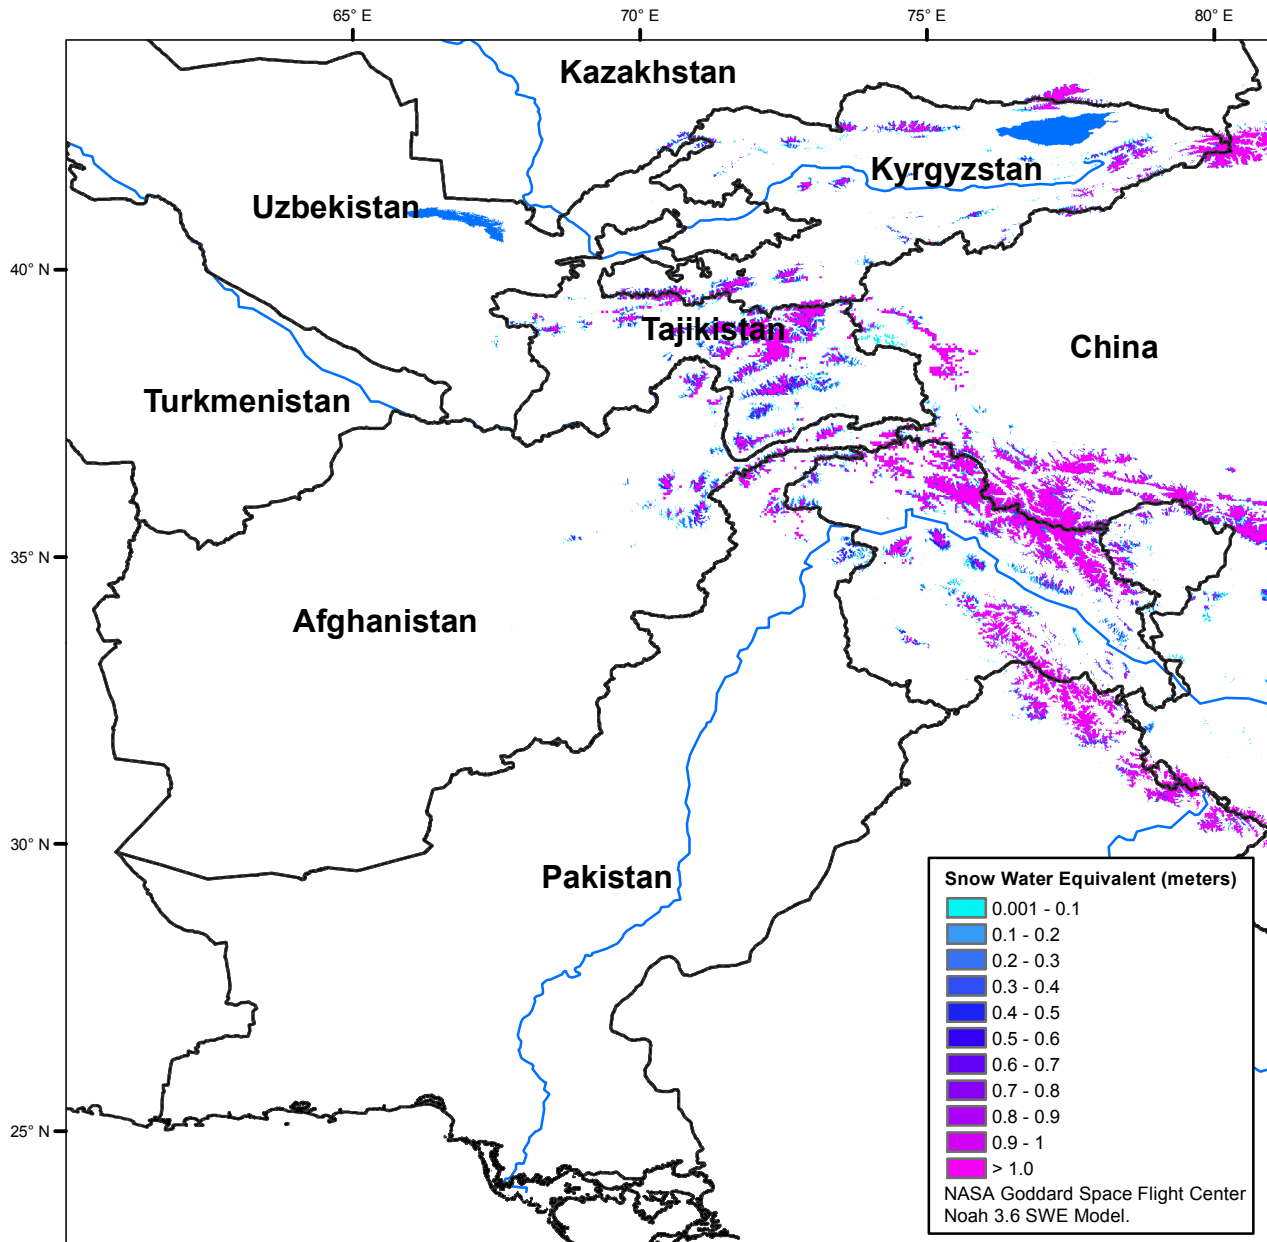 65° E
70° E
75° E
80° E
Kazakhstan
Kyrgyzstan
Uzbekistan
40° N
Tajikistan
China
Turkmenistan
35° N
Afghanistan
30° N
Pakistan
25° N
Snow Water Equivalent (meters)
0.001 - 0.1
0.1 - 0.2
0.2 - 0.3
0.3 - 0.4
0.4 - 0.5
0.5 - 0.6
0.6 - 0.7
0.7 - 0.8
0.8 - 0.9
0.9 - 1
> 1.0
NASA Goddard Space Flight Center
Noah 3.6 SWE Model.